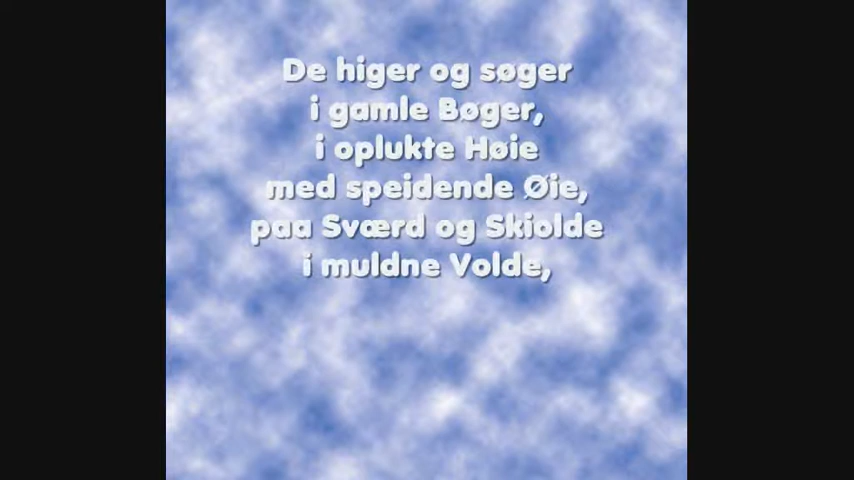 De higer og søger
i gamle Bøger,
i oplukte Høie
med speidende Øie,
paa Sværd og Skiolde
i muldne Volde,